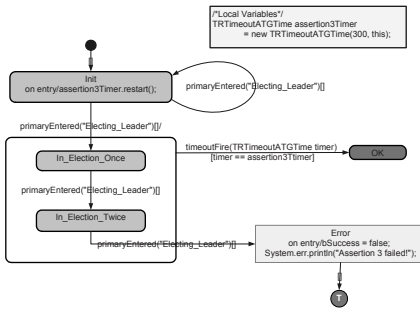 /*Local Variables*/
TRTimeoutATGTime assertion3Timer
= new TRTimeoutATGTime(300, this);
Init
on entry/assertion3Timer.restart();
primaryEntered("Electing_Leader")[]
primaryEntered("Electing_Leader")[]/
In_Election_Once
timeoutFire(TRTimeoutATGTime timer)
[timer == assertion3Ttimer]
OK
primaryEntered("Electing_Leader")[]
In_Election_Twice
primaryEntered("Electing_Leader")[]
Error
on entry/bSuccess = false;
System.err.println("Assertion 3 failed!");
T